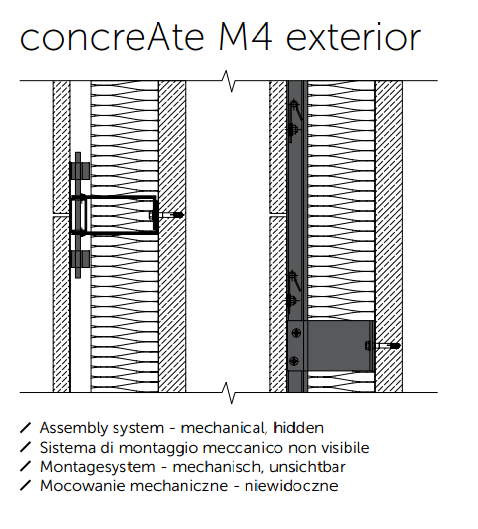 concreAte M4 exterior
Assembly system - mechanical, hidden
Sistema di montaggio meccanico non visibile
Montagesystem - mechanisch, unsichtbar
Mocowanie mechaniczne - niewidoczne